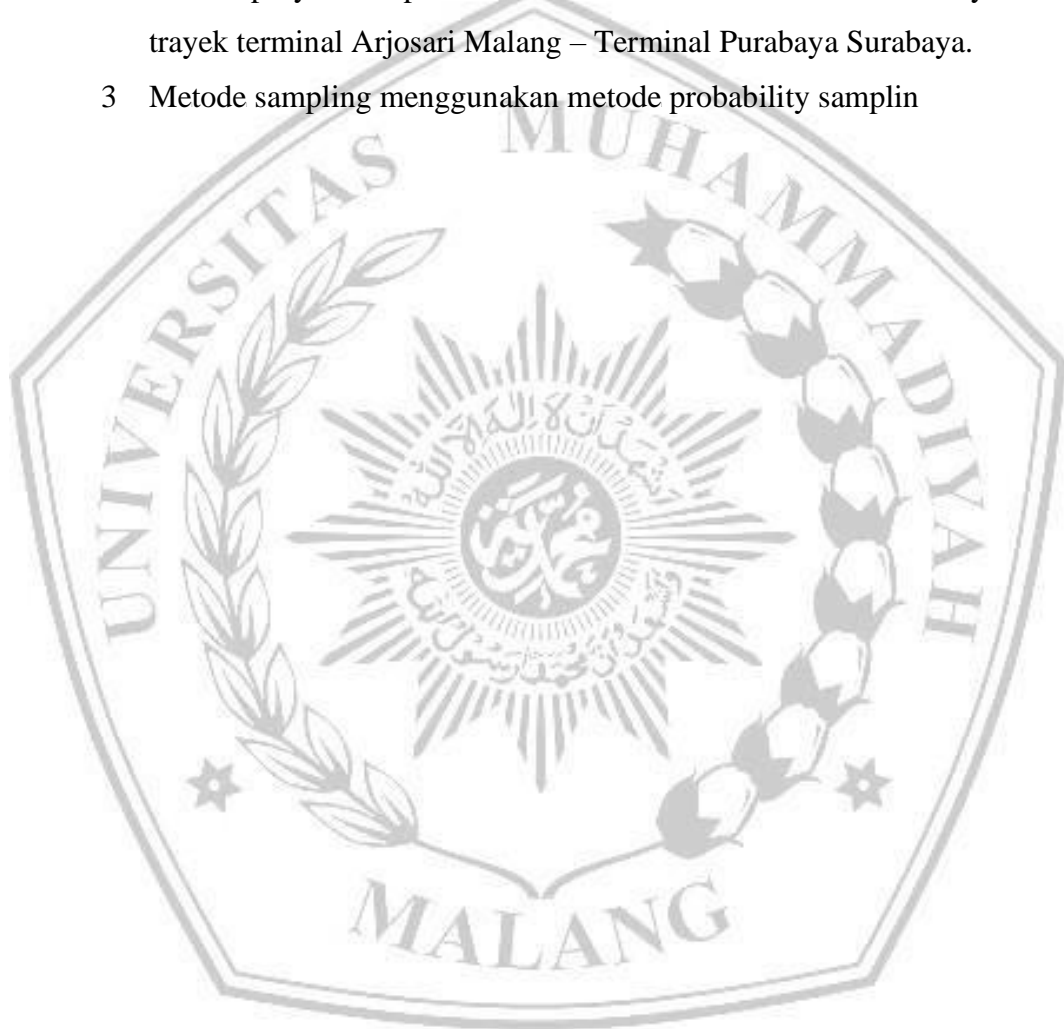 trayek terminal Arjosari Malang – Terminal Purabaya Surabaya.
3 Metode sampling menggunakan metode probability samplin
UNIVERSITAS MUHAMMADIYAH
MALANG